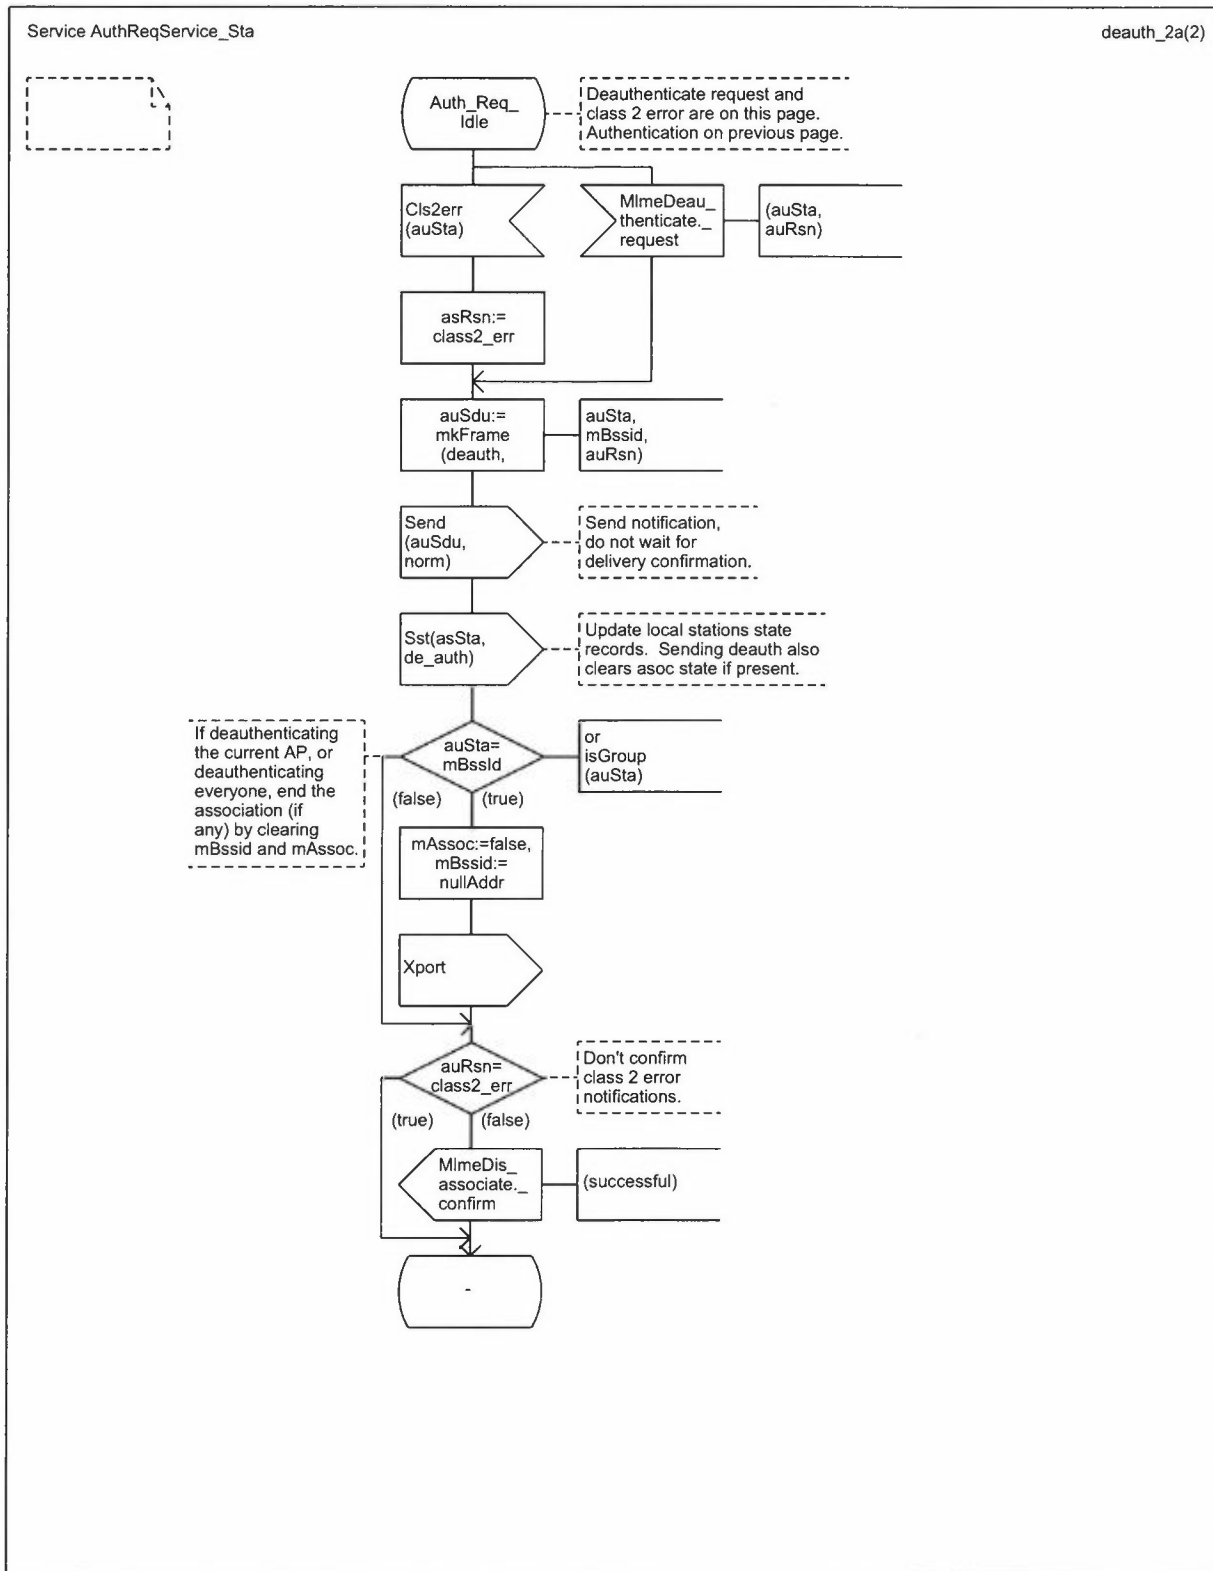 Service AuthReqService_Sta
deauth_2a(2)
Auth_Req_
Idle
Deauthenticate request and
class 2 error are on this page.
Authentication on previous page.
Cls2err
(auSta)
MlmeDeau_
thenticate._
request
(auSta,
auRsn)
asRsn:=
class2_err
auSdu:=
mkFrame
(deauth,
auSta,
mBssid,
auRsn)
Send
(auSdu,
norm)
Send notification,
do not wait for
delivery confirmation.
Sst(asSta,
de_auth)
Update local stations state
records. Sending deauth also
clears asoc state if present.
If deauthenticating
the current AP, or
deauthenticating
everyone, end the
association (if
any) by clearing
mBssid and mAssoc.
auSta=
mBssId
or
isGroup
(auSta)
(false)
(true)
mAssoc:=false,
mBssid:=
nullAddr
Xport
auRsn=
class2_err
Don't confirm
class 2 error
notifications.
(true)
(false)
MlmeDis_
associate._
confirm
(successful)
-